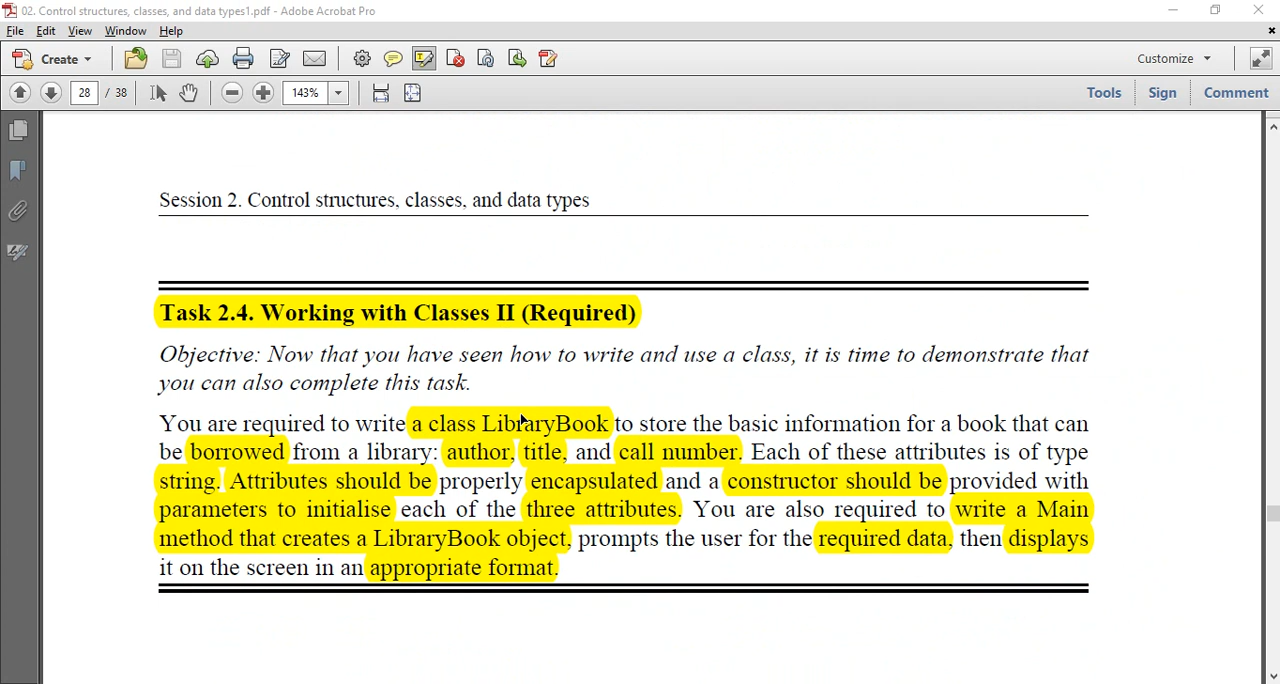 02. Control structures, classes, and data types1.pdf - Adobe Acrobat Pro
File Edit View Window Help
Create Customize
28 / 38 143% Tools Sign Comment
Session 2. Control structures, classes, and data types
Task 2.4. Working with Classes II (Required)
Objective: Now that you have seen how to write and use a class, it is time to demonstrate that
you can also complete this task.
You are required to write a class LibraryBook to store the basic information for a book that can
be borrowed from a library: author, title, and call number. Each of these attributes is of type
string. Attributes should be properly encapsulated and a constructor should be provided with
parameters to initialise each of the three attributes. You are also required to write a Main
method that creates a LibraryBook object, prompts the user for the required data, then displays
it on the screen in an appropriate format.